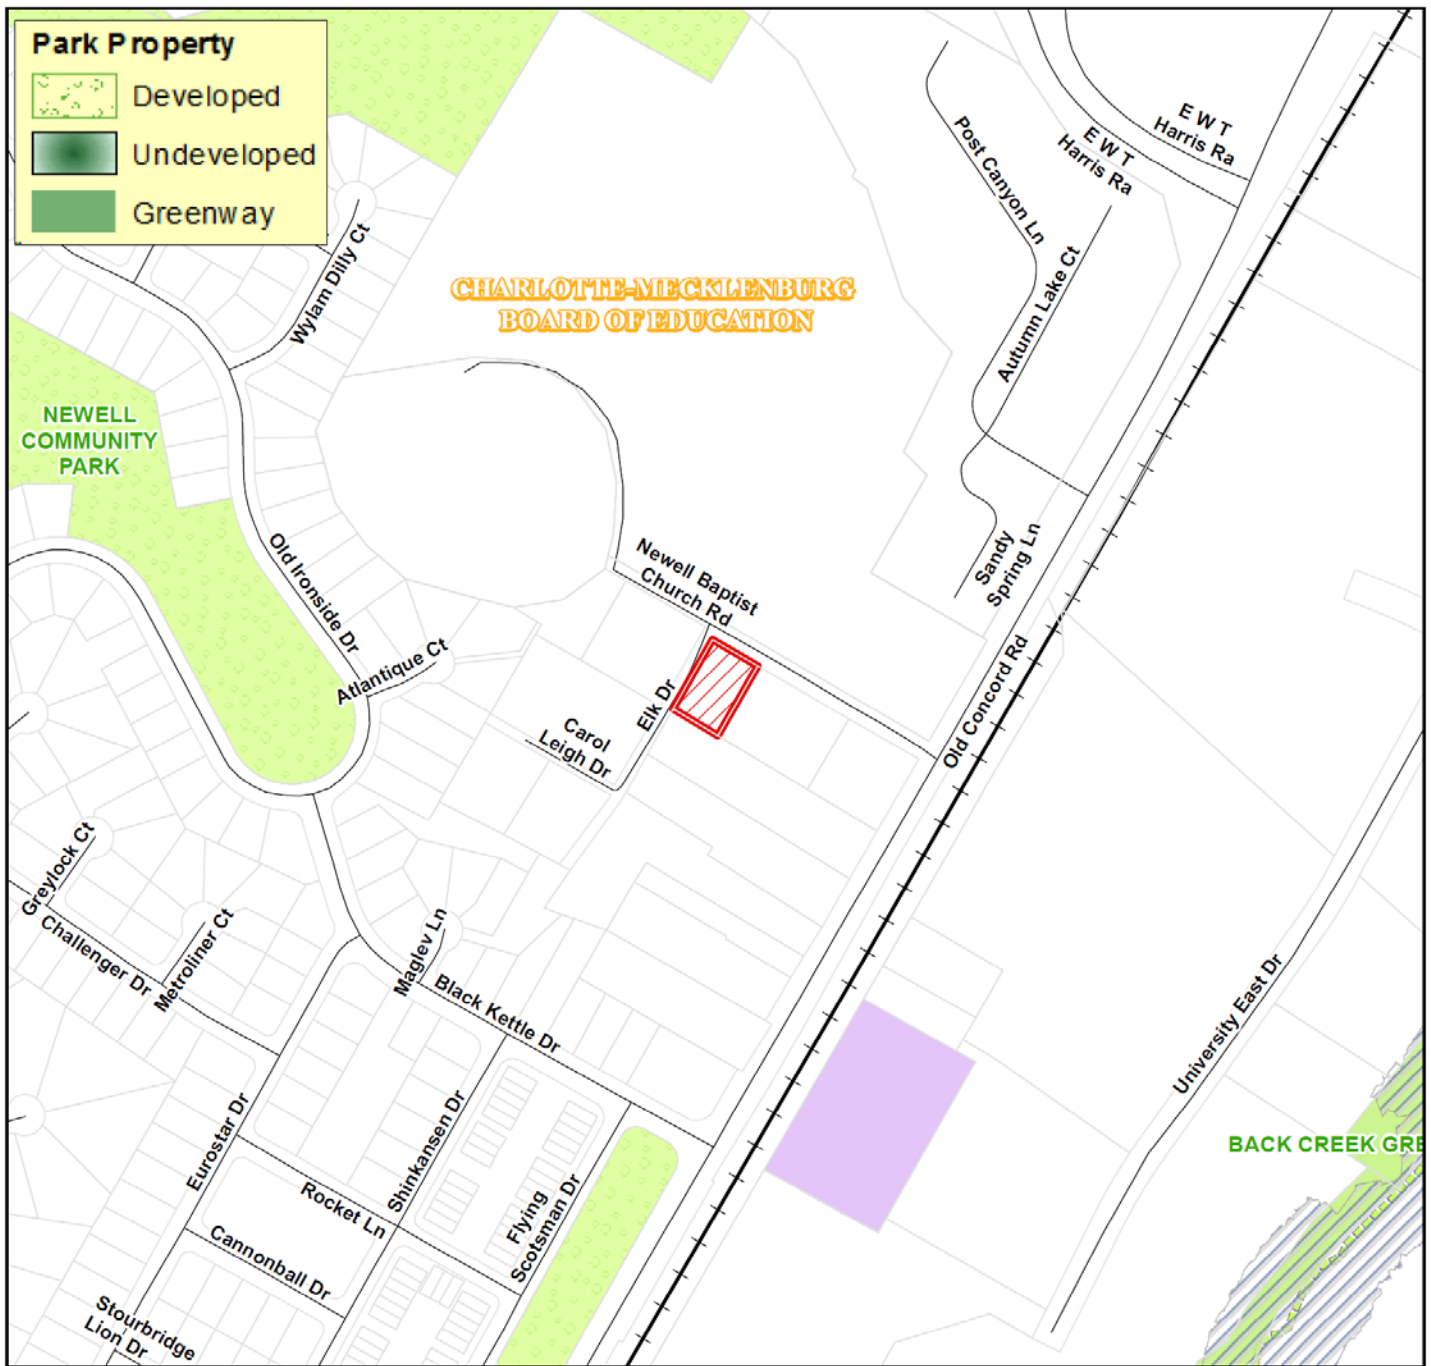 Park Property
Developed
Undeveloped
Greenway
E W T
Harris Ra
E W T
Harris Ra
Post Canyon Ln
Autumn Lake Ct
Wylam Dilly Ct
CHARLOTTE-MECKLENBURG
BOARD OF EDUCATION
NEWELL
COMMUNITY
PARK
Old Ironside Dr
Atlantique Ct
Newell Baptist
Church Rd
Sandy
Spring Ln
Elk Dr
Carol
Leigh Dr
Old Concord Rd
Greylock Ct
Challenger Dr
Metroliner Ct
Maglev Ln
Black Kettle Dr
University East Dr
Eurostar Dr
Shinkansen Dr
Rocket Ln
Flying
Scotsman Dr
Cannonball Dr
Stourbridge
Lion Dr
BACK CREEK GRE